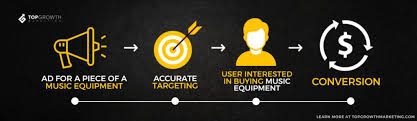 TOPGROWTH
MARKETING
AD FOR A PIECE OF A
MUSIC EQUIPMENT
ACCURATE
TARGETING
USER INTERESTED
IN BUYING MUSIC
EQUIPMENT
$
CONVERSION
LEARN MORE AT TOPGROWTHMARKETING.COM